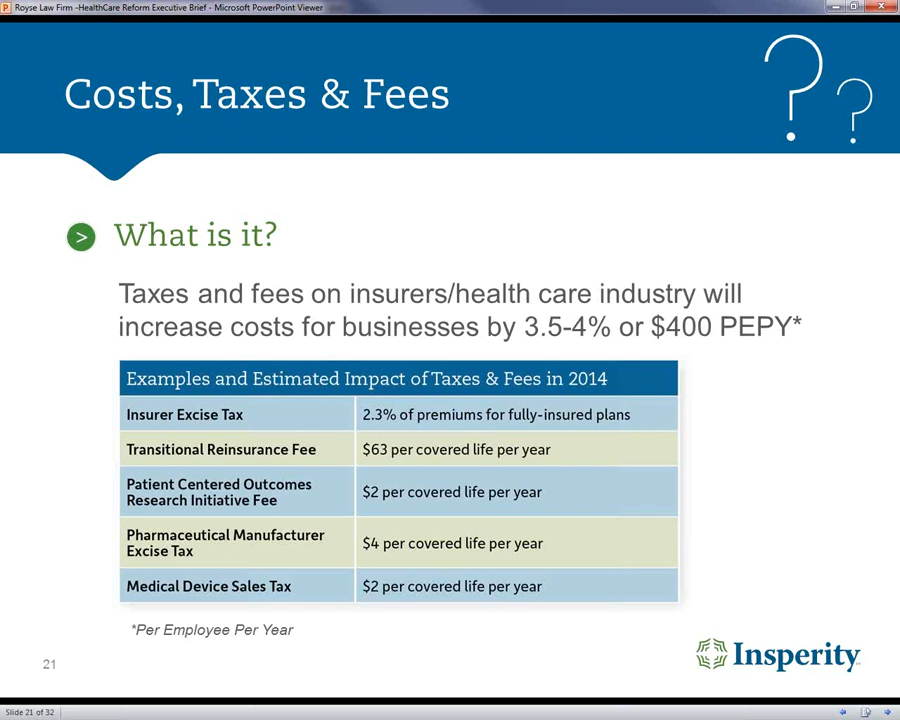 Royse Law Firm -HealthCare Reform Executive Brief - Microsoft PowerPoint Viewer
Costs, Taxes & Fees
? ?
> What is it?
Taxes and fees on insurers/health care industry will
increase costs for businesses by 3.5-4% or $400 PEPY*
Examples and Estimated Impact of Taxes & Fees in 2014
Insurer Excise Tax 2.3% of premiums for fully-insured plans
Transitional Reinsurance Fee $63 per covered life per year
Patient Centered Outcomes
Research Initiative Fee $2 per covered life per year
Pharmaceutical Manufacturer
Excise Tax $4 per covered life per year
Medical Device Sales Tax $2 per covered life per year
*Per Employee Per Year
21
Insperity
Slide 21 of 32